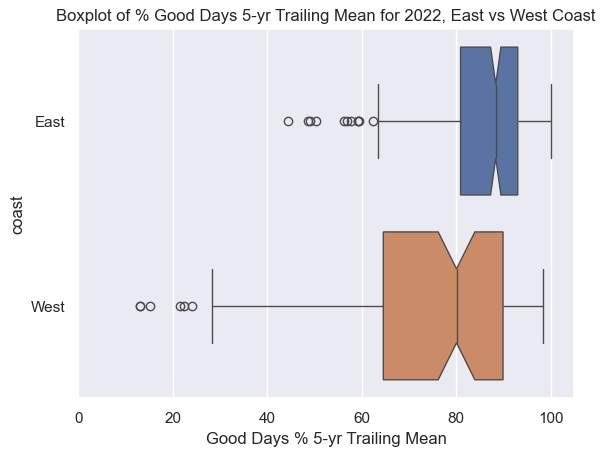 Boxplot of % Good Days 5-yr Trailing Mean for 2022, East vs West Coast
East
coast
West
0 20 40 60 80 100
Good Days % 5-yr Trailing Mean